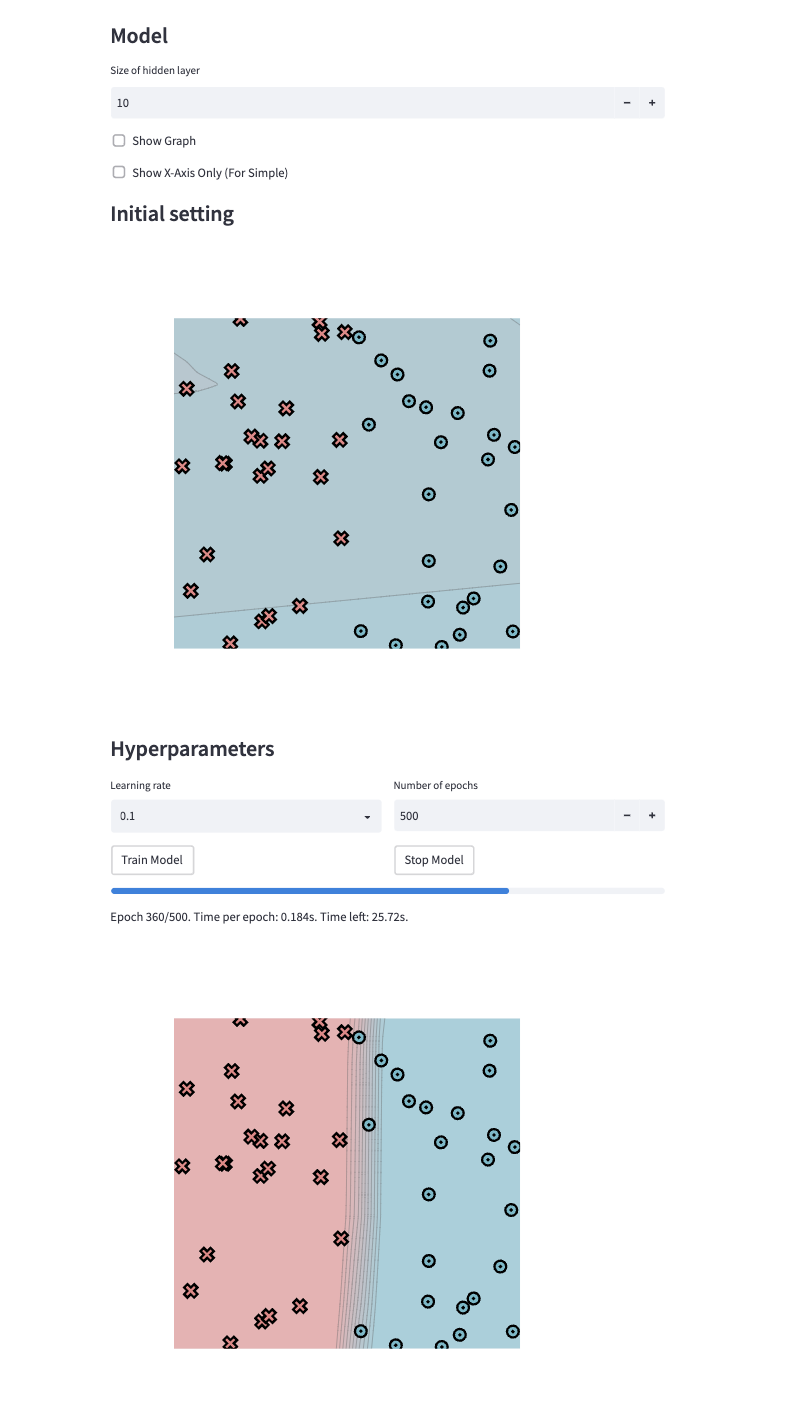 Model
Size of hidden layer
10
Show Graph
Show X-Axis Only (For Simple)
Initial setting
Hyperparameters
Learning rate
Number of epochs
0.1
500
Train Model
Stop Model
Epoch 360/500. Time per epoch: 0.184s. Time left: 25.72s.